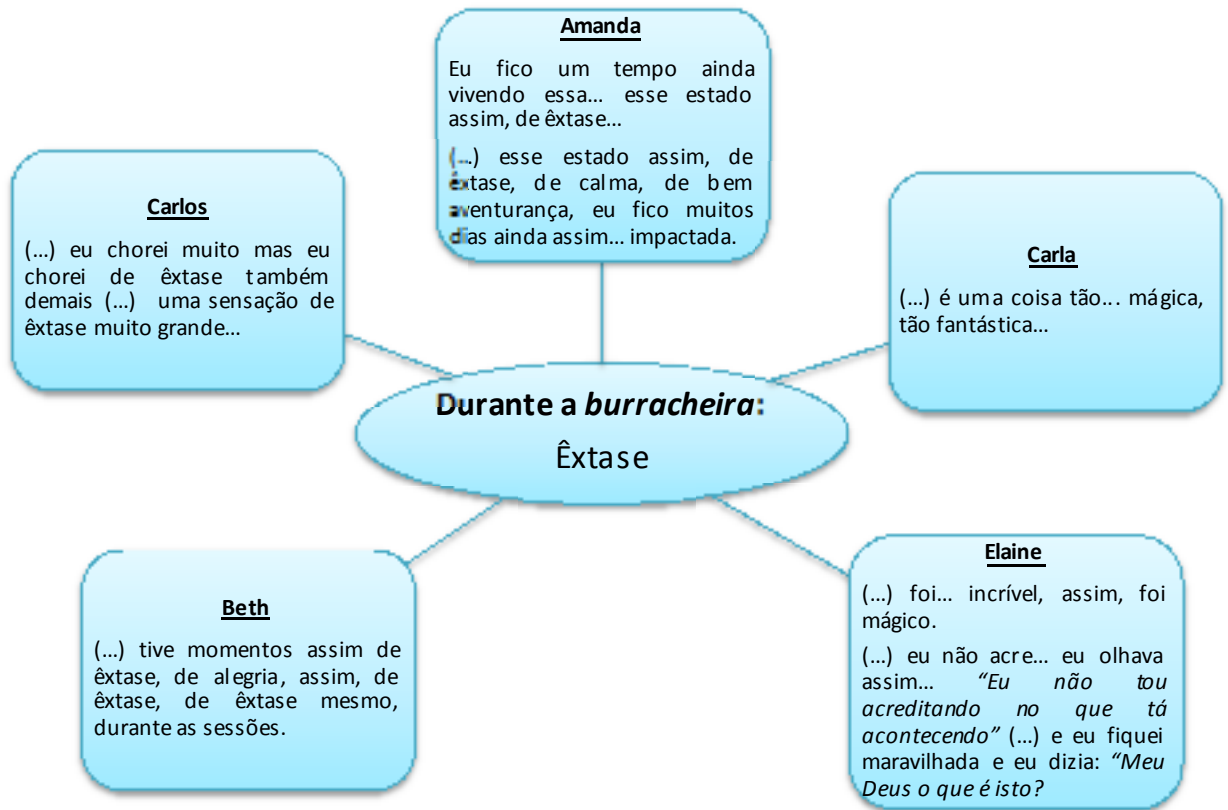 Amanda
Eu fico um tempo ainda
vivendo essa... esse estado
assim, de êxtase...
(...) esse estado assim, de
êxtase, de calma, de bem
aventurança, eu fico muitos
dias ainda assim... impactada.
Carlos
(...) eu chorei muito mas eu
chorei de êxtase também
demais (...) uma sensação de
êxtase muito grande...
Carla
(...) é uma coisa tão... mágica,
tão fantástica...
Durante a burracheira:
Êxtase
Beth
(...) tive momentos assim de
êxtase, de alegria, assim, de
êxtase, de êxtase mesmo,
durante as sessões.
Elaine
(...) foi... incrível, assim, foi
mágico.
(...) eu não acre... eu olhava
assim... “Eu não tou
acreditando no que tá
acontecendo” (...) e eu fiquei
maravilhada e eu dizia: “Meu
Deus o que é isto?